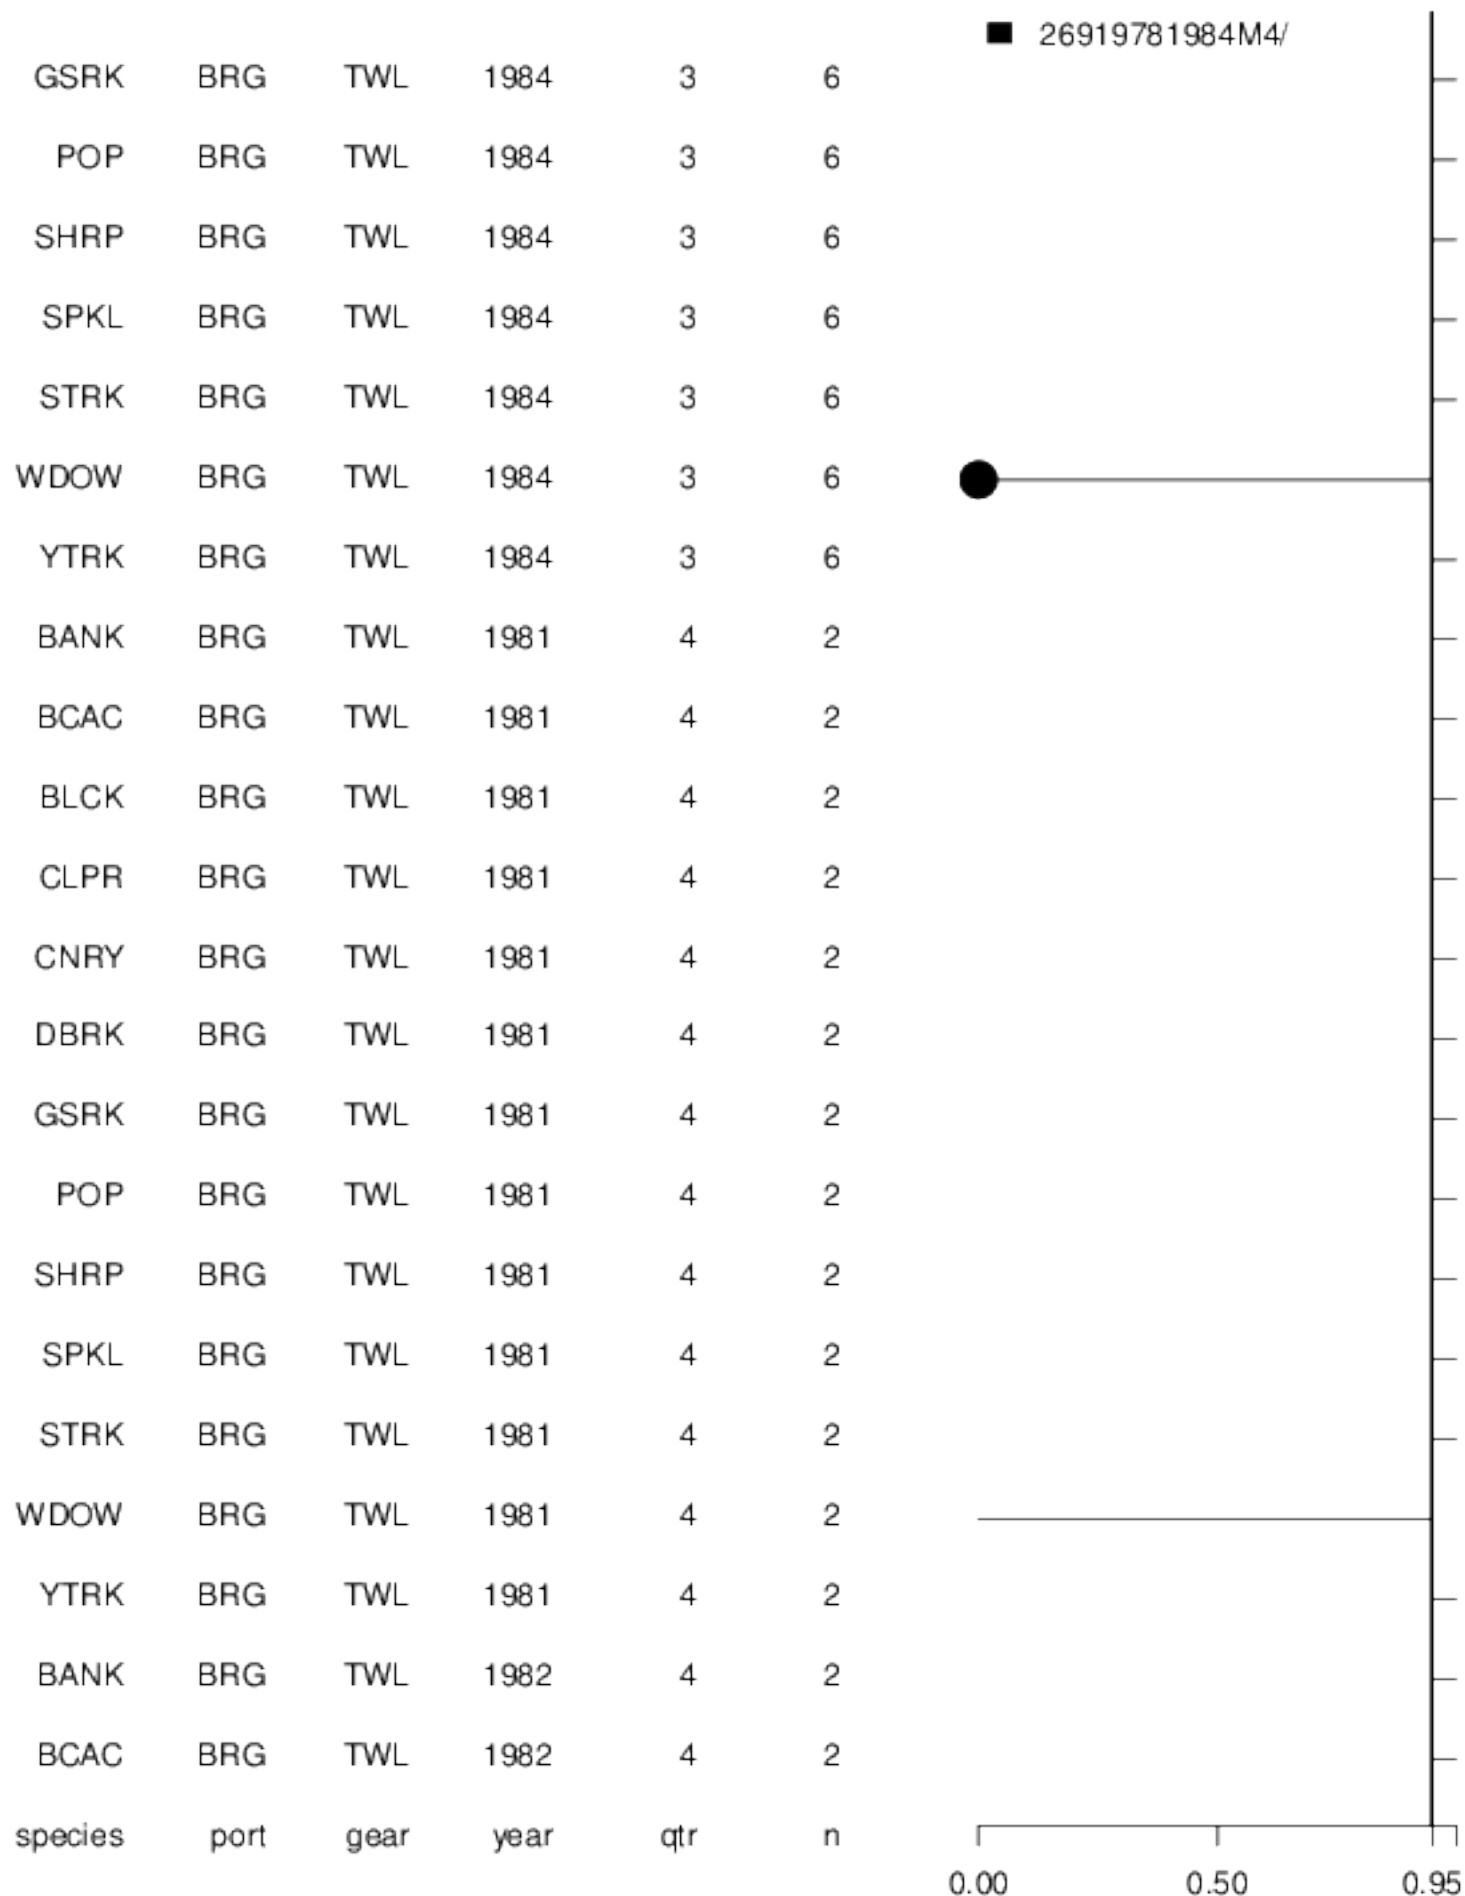 26919781984M4/
GSRK BRG TWL 1984 3 6
POP BRG TWL 1984 3 6
SHRP BRG TWL 1984 3 6
SPKL BRG TWL 1984 3 6
STRK BRG TWL 1984 3 6
WDOW BRG TWL 1984 3 6
YTRK BRG TWL 1984 3 6
BANK BRG TWL 1981 4 2
BCAC BRG TWL 1981 4 2
BLCK BRG TWL 1981 4 2
CLPR BRG TWL 1981 4 2
CNRY BRG TWL 1981 4 2
DBRK BRG TWL 1981 4 2
GSRK BRG TWL 1981 4 2
POP BRG TWL 1981 4 2
SHRP BRG TWL 1981 4 2
SPKL BRG TWL 1981 4 2
STRK BRG TWL 1981 4 2
WDOW BRG TWL 1981 4 2
YTRK BRG TWL 1981 4 2
BANK BRG TWL 1982 4 2
BCAC BRG TWL 1982 4 2
species port gear year qtr n
0.00 0.50 0.95